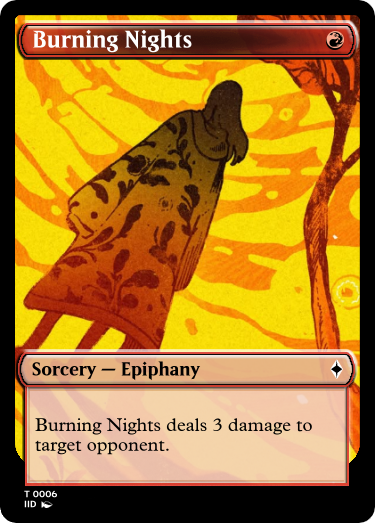 Burning Nights
Sorcery — Epiphany
Burning Nights deals 3 damage to
target opponent.
T 0006
IID